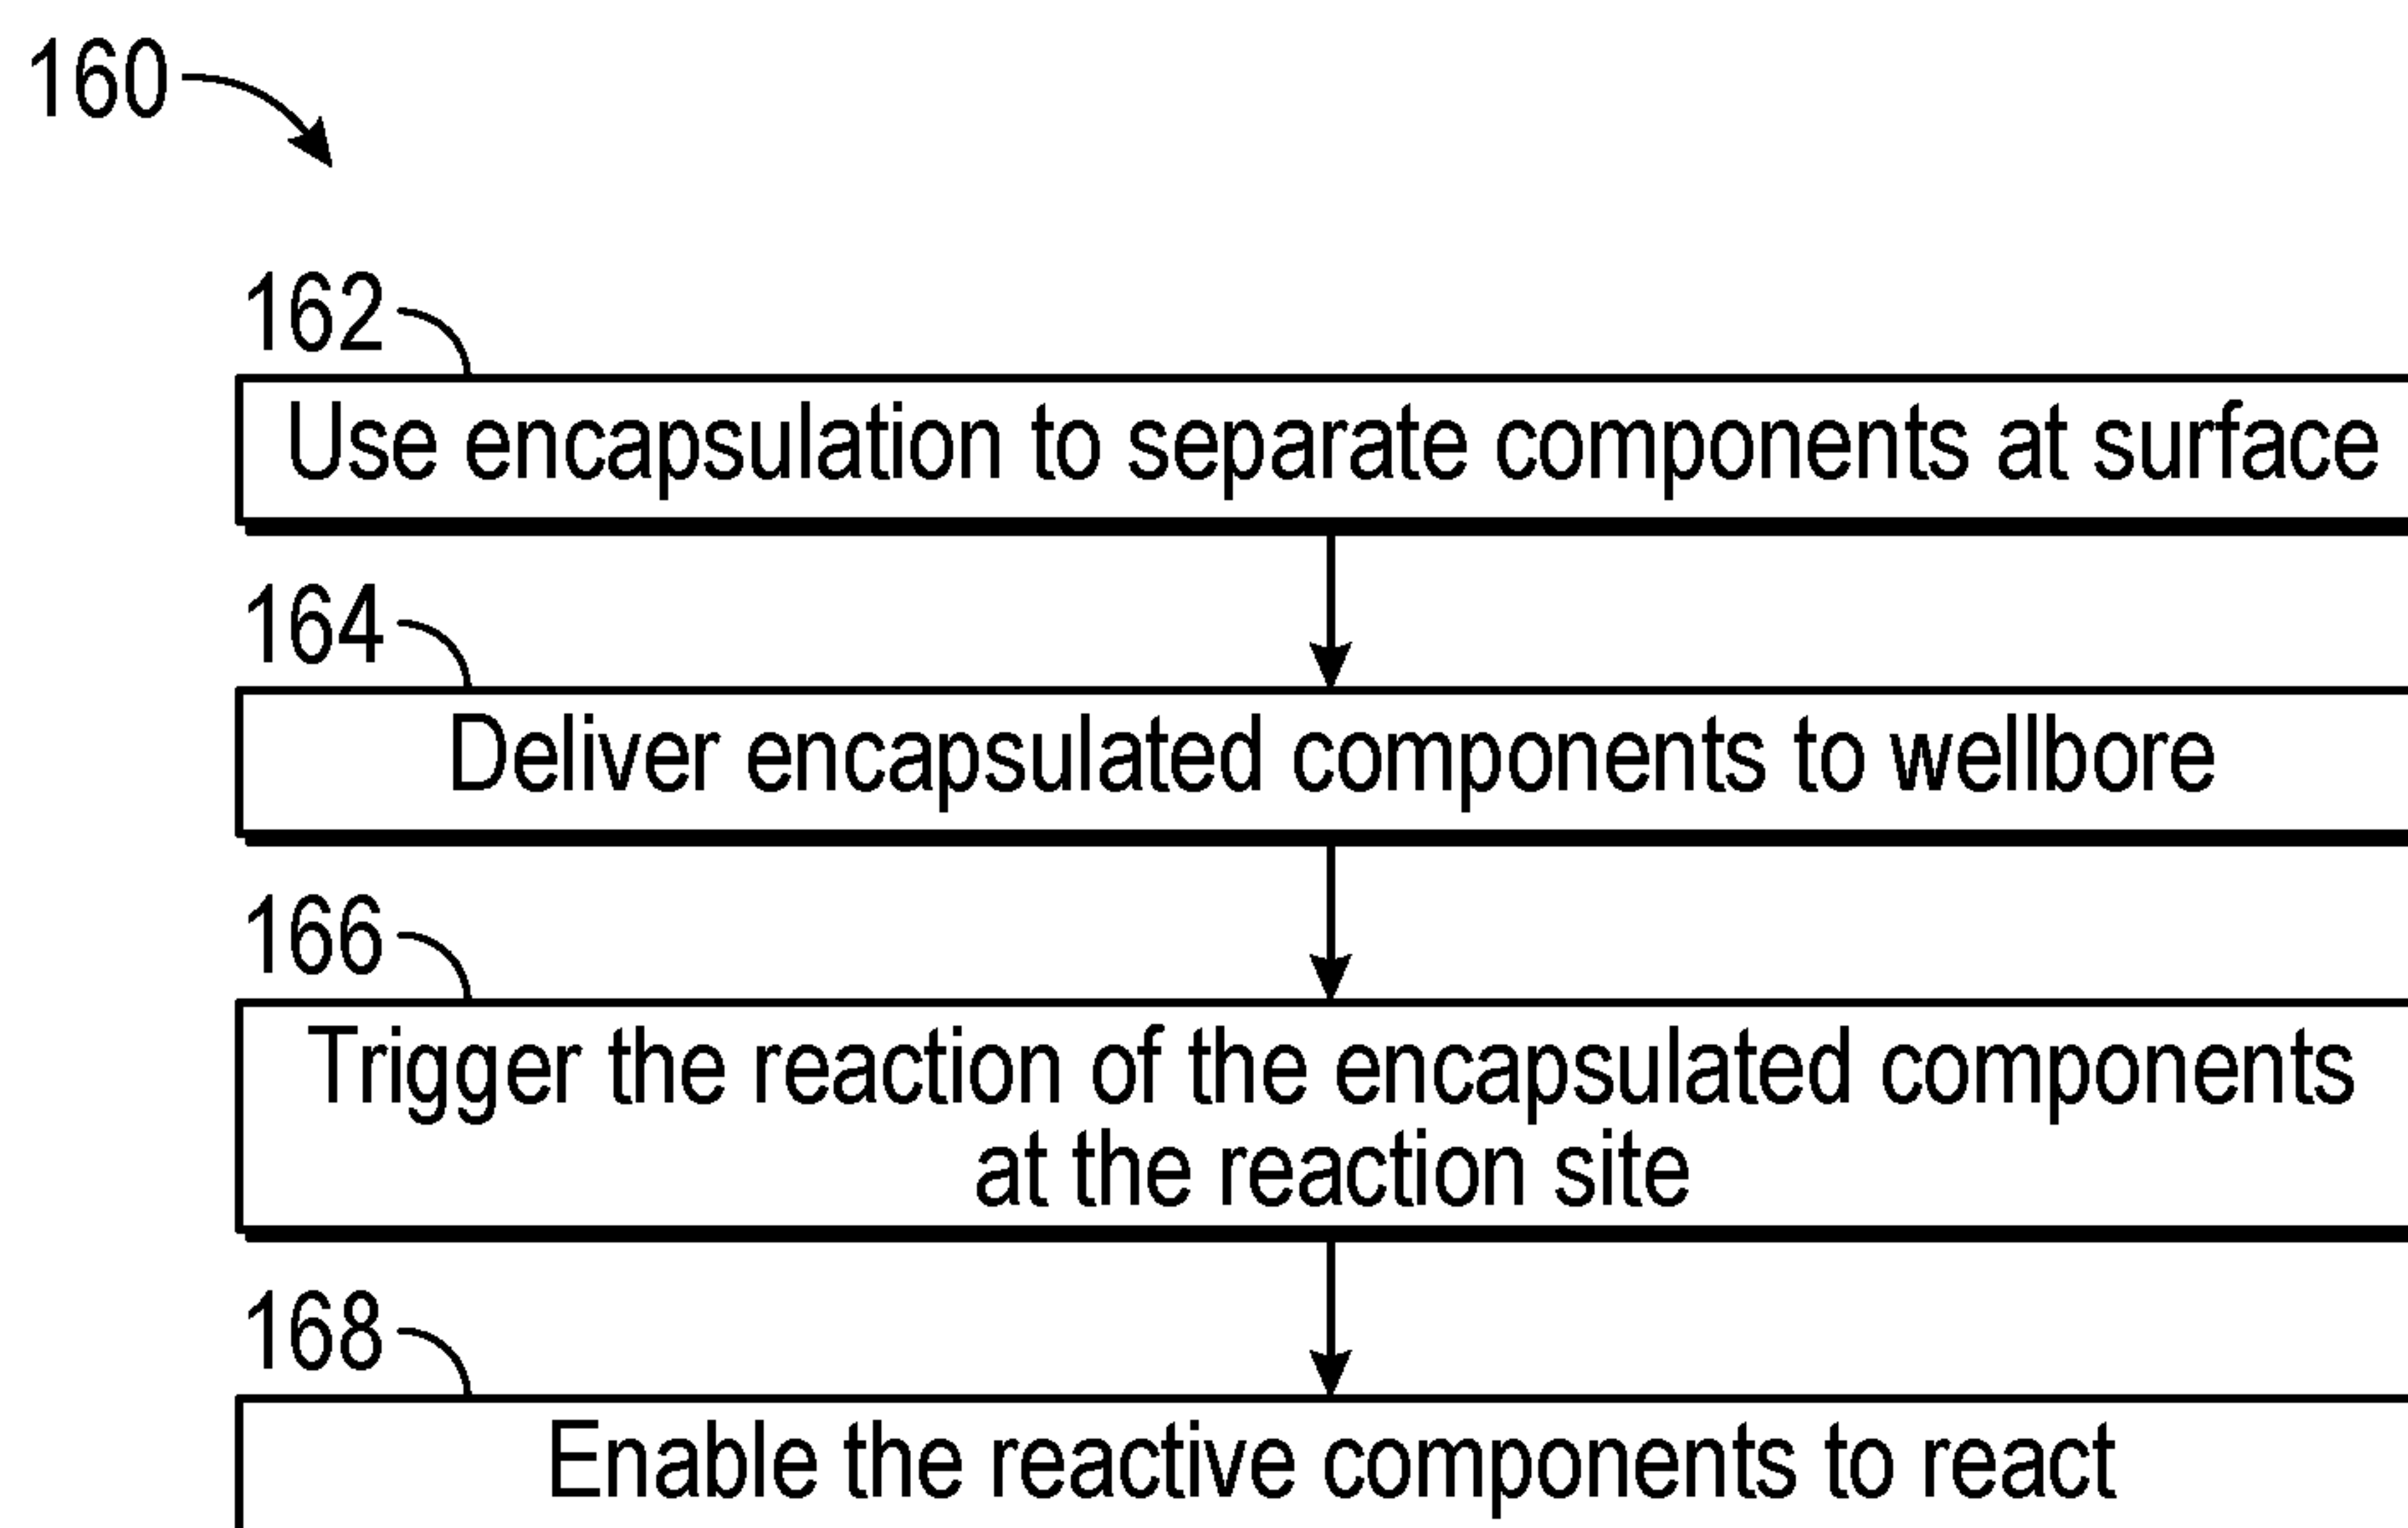 160
162
Use encapsulation to separate components at surface
164
Deliver encapsulated components to wellbore
166
Trigger the reaction of the encapsulated components
at the reaction site
168
Enable the reactive components to react